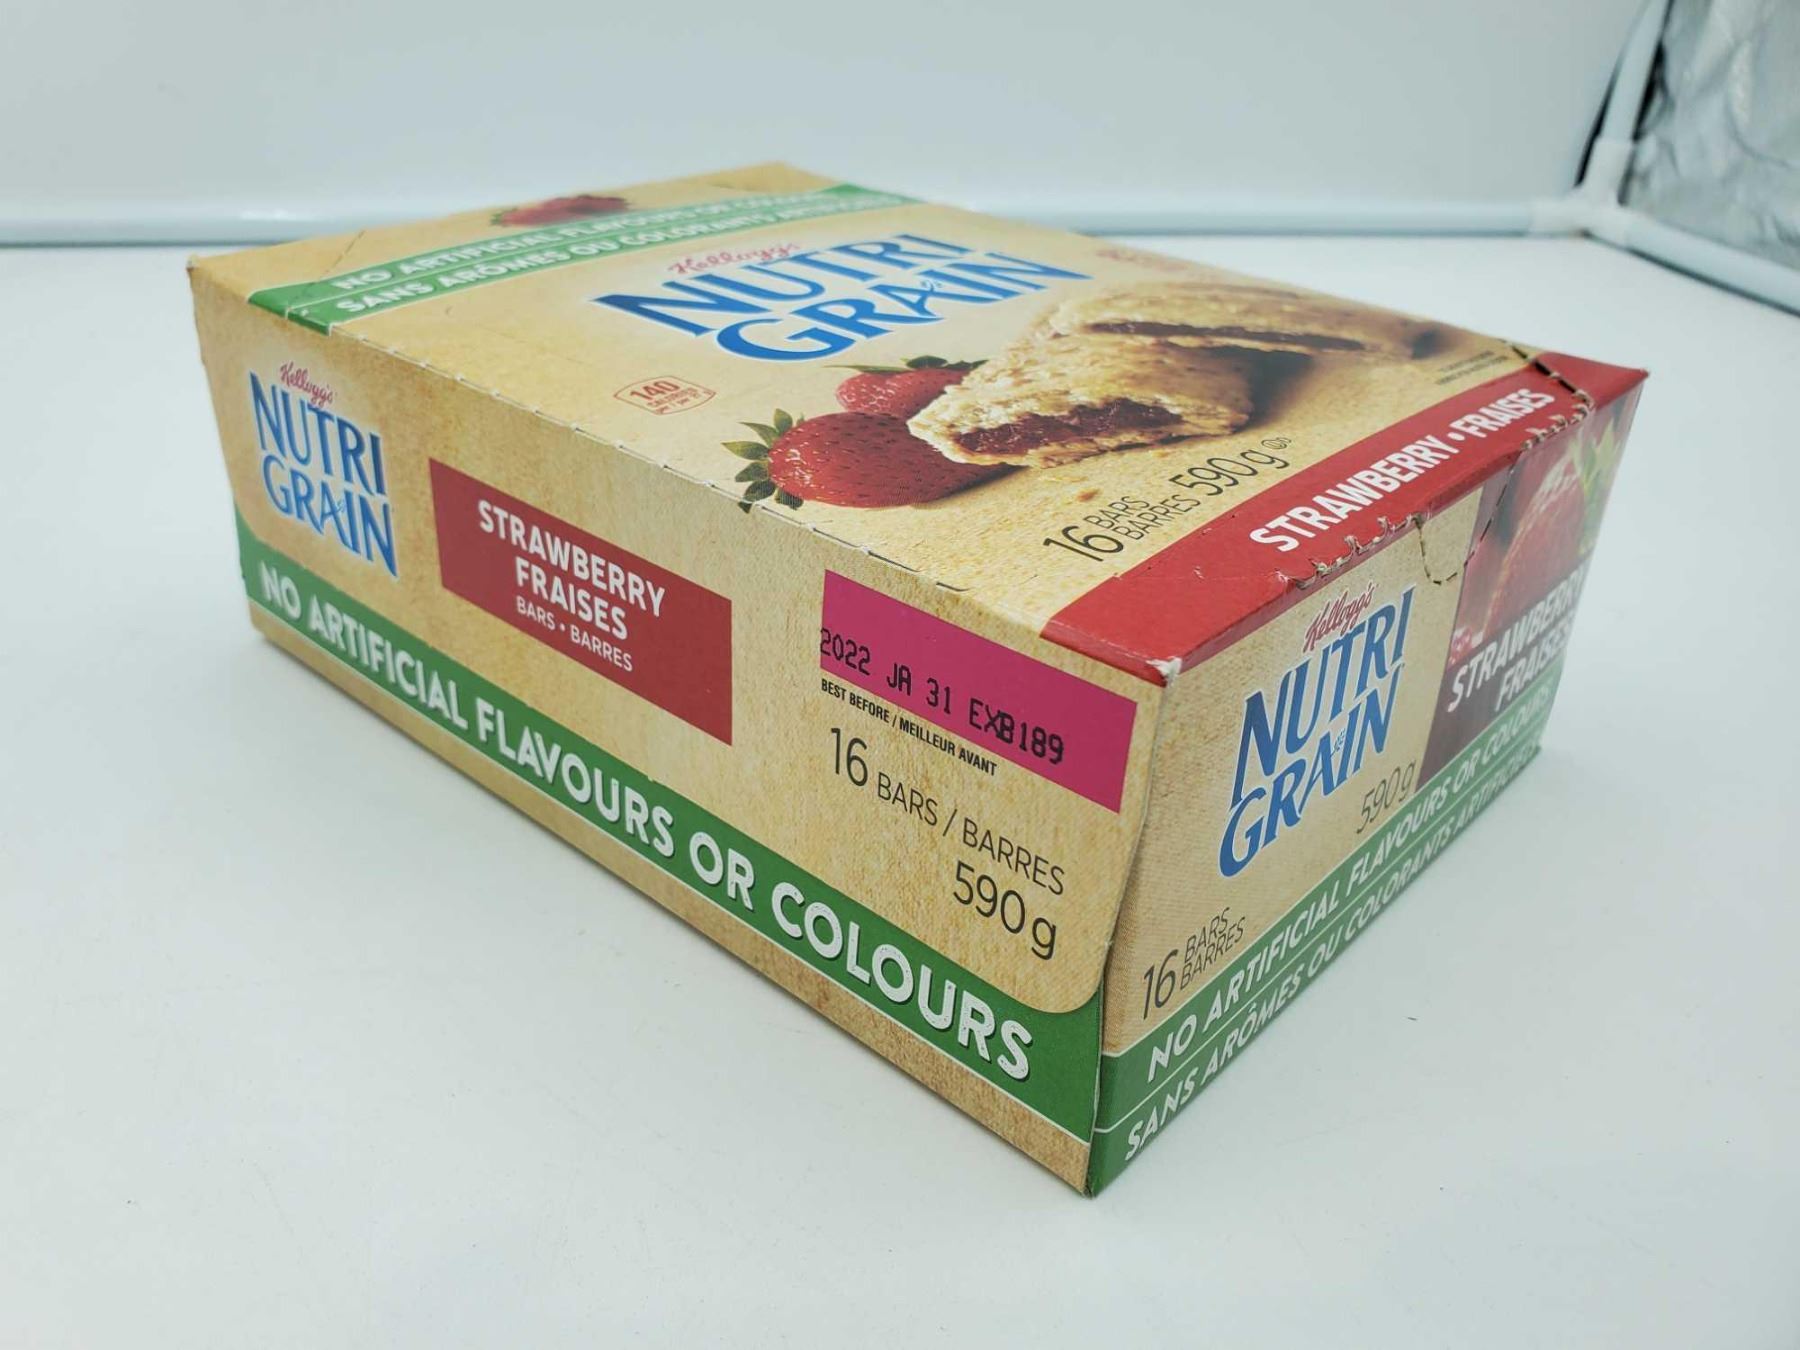 NO ARTIFICIAL FLAVOURS OR COLOURS
SANS ARÔMES OU COLORANTS ARTIFICIELS
Kellogg's
NUTRI
GRAIN
140
CALORIES
STRAWBERRY • FRAISES
16 BARS
BARRES 590 g
Kellogg's
NUTRI
GRAIN
STRAWBERRY
FRAISES
BARS • BARRES
2022 JA 31 EXB189
BEST BEFORE / MEILLEUR AVANT
16 BARS / BARRES
590 g
NO ARTIFICIAL FLAVOURS OR COLOURS
Kellogg's
NUTRI
GRAIN
590 g
STRAWBERRY
FRAISES
16 BARS
BARRES
NO ARTIFICIAL FLAVOURS OR COLOURS
SANS ARÔMES OU COLORANTS ARTIFICIELS